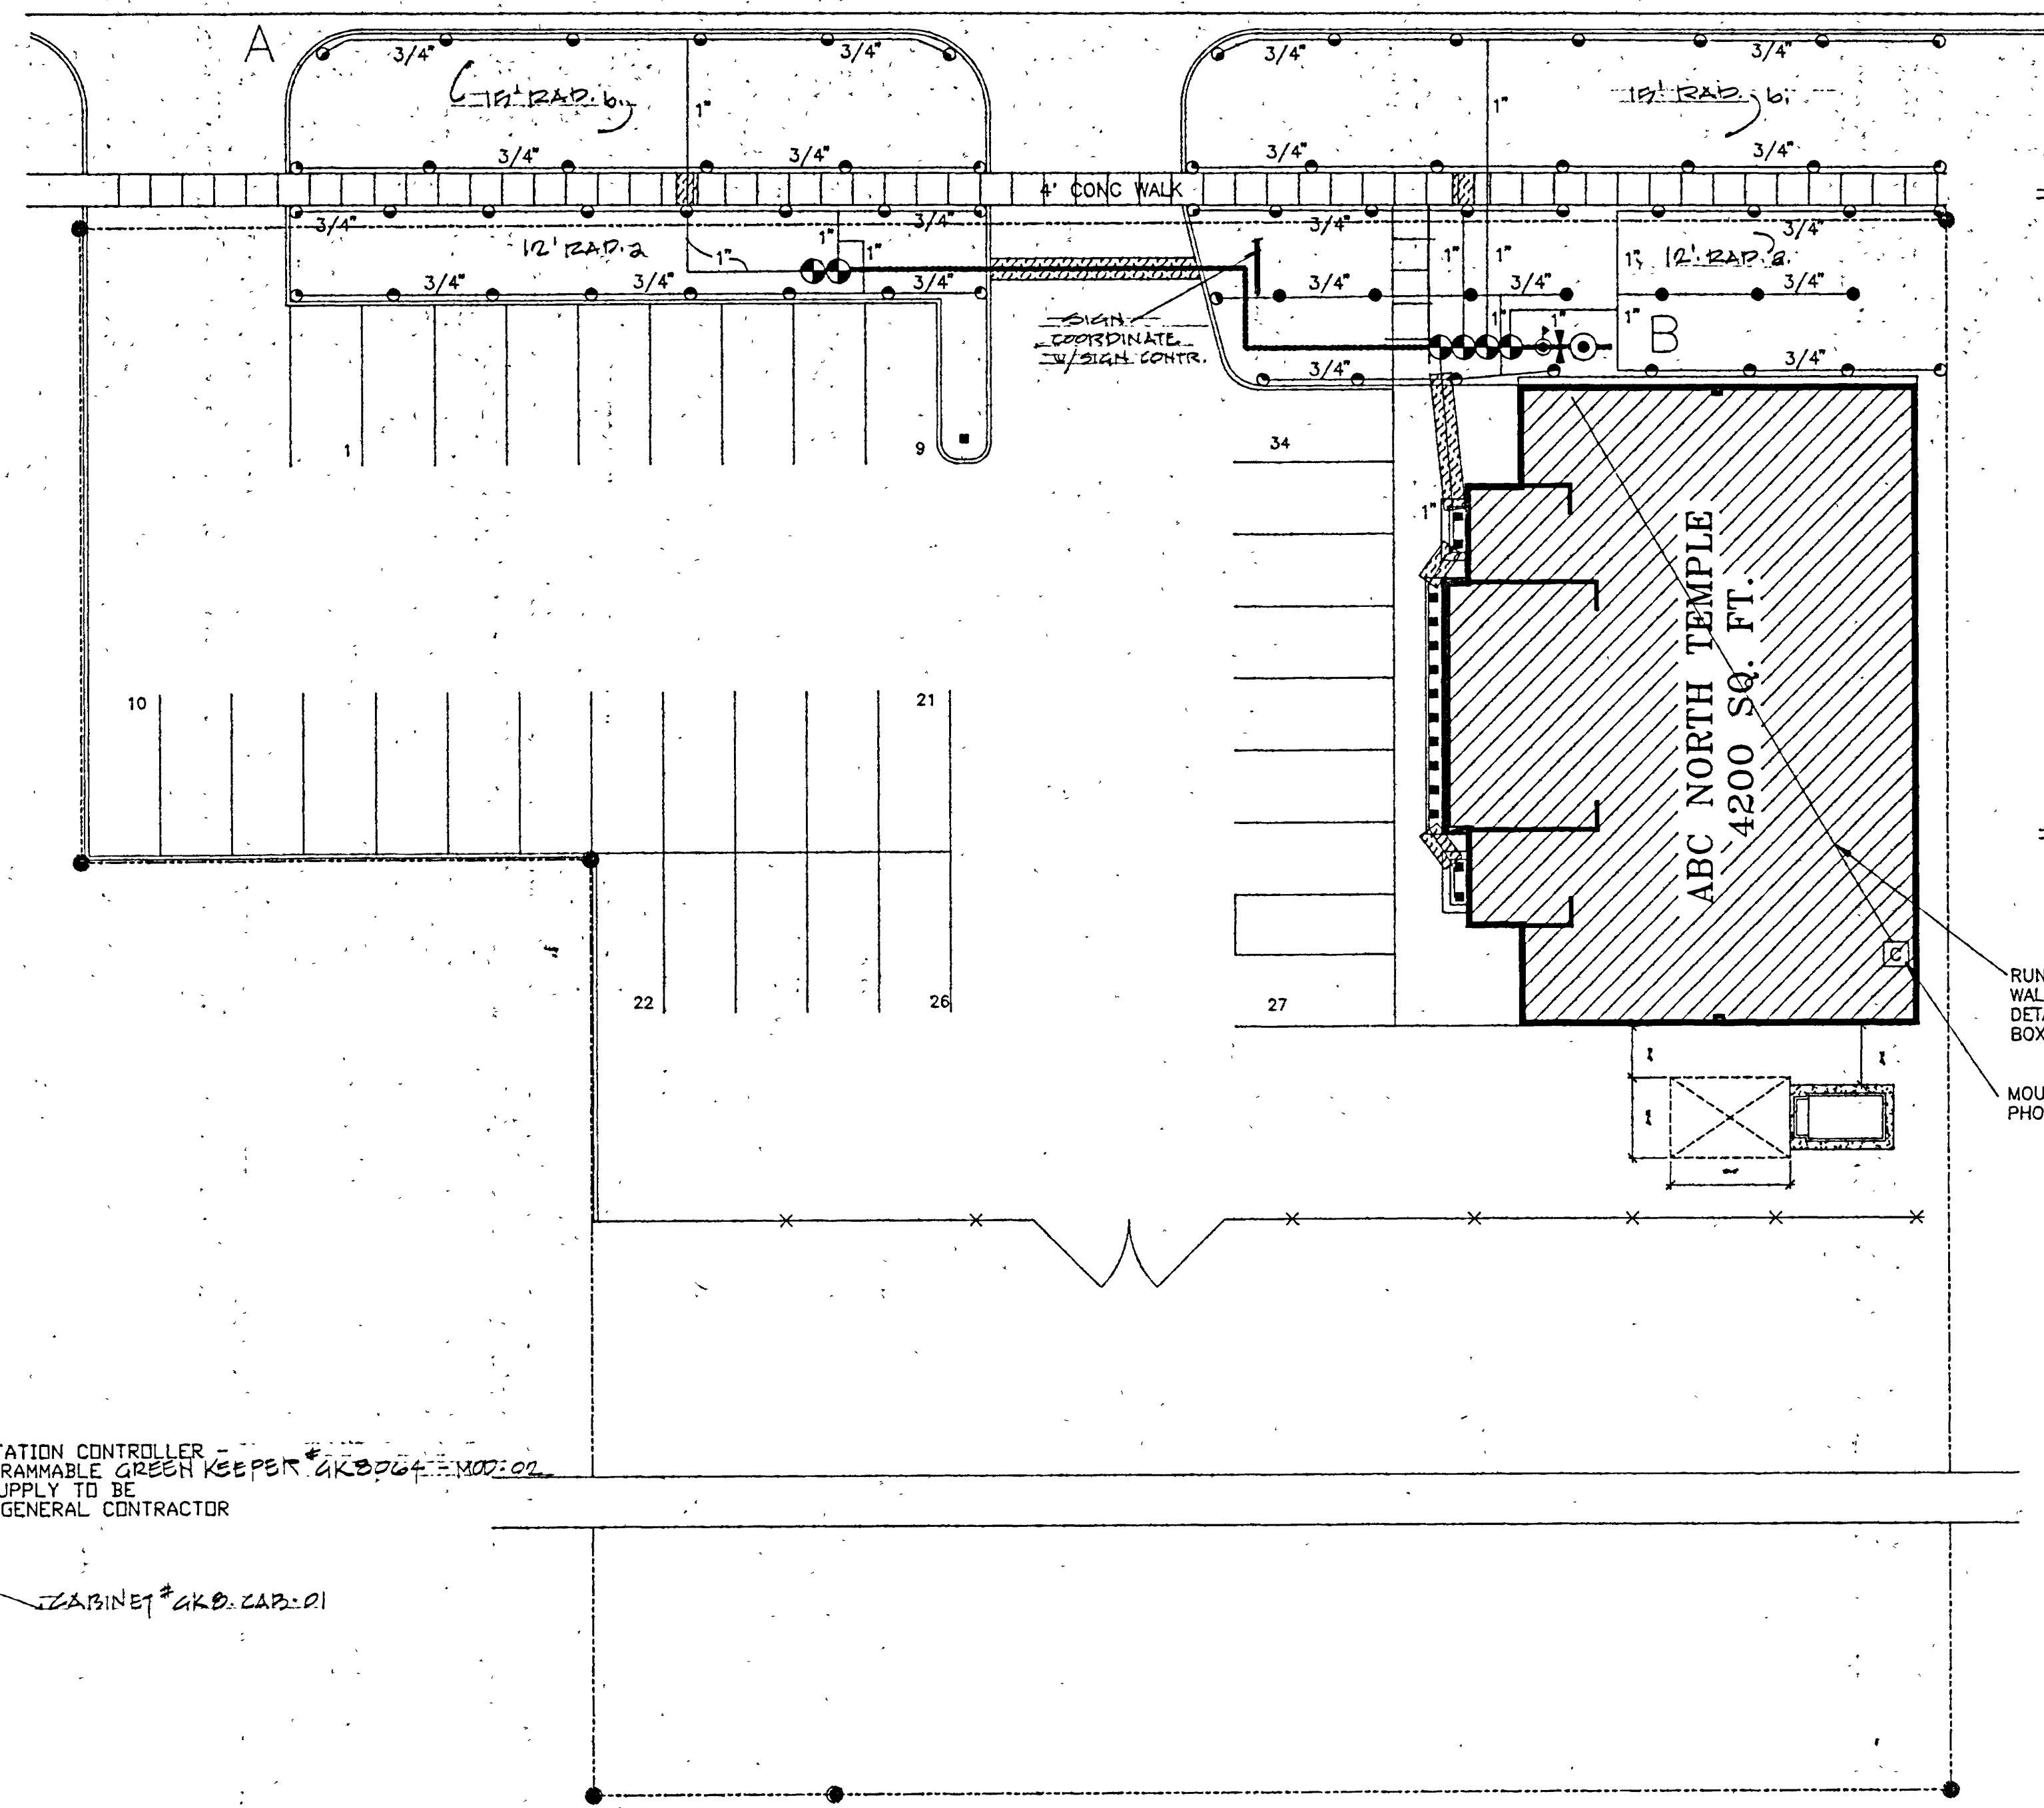 A
3/4"
3/4"
3/4"
3/4"
15' RAD. b.
1"
15' RAD. b.
1"
3/4"
3/4"
3/4"
3/4"
4' CONC WALK
3/4"
3/4"
3/4"
3/4"
12' RAD. a
1"
1"
1"
1"
1"
1"
12' RAD. a.
3/4"
3/4"
3/4"
3/4"
3/4"
3/4"
1"
1"
1"
B
SIGN
COORDINATE
W/SIGN CONTR.
3/4"
3/4"
1
9
34
1"
ABC NORTH TEMPLE
4200 SQ. FT.
10
21
C
22
26
27
RUN
WAL
DETA
BOX
MOU
PHO
TATION CONTROLLER -
RAMMABLE GREEN KEEPER #GK8064-MOD-02
UPPLY TO BE
GENERAL CONTRACTOR
CABINET #GK8-CAB-01